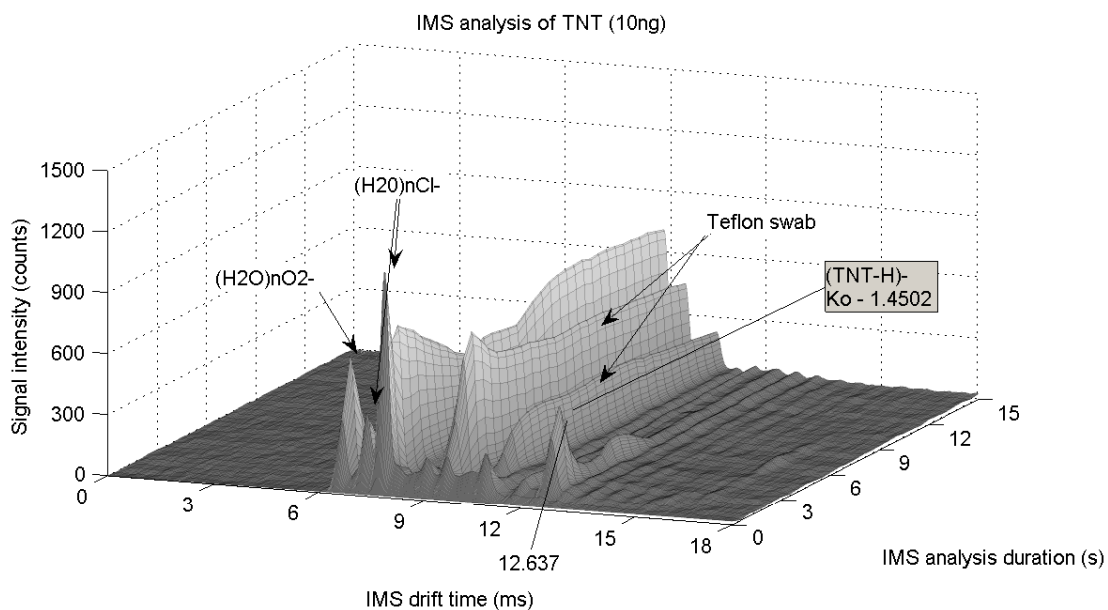 IMS analysis of TNT (10ng)
1500
1200
900
600
300
0
Signal intensity (counts)
(H20)nCl-
(H2O)nO2-
Teflon swab
(TNT-H)-
Ko - 1.4502
0
3
6
9
12
15
18
12.637
IMS drift time (ms)
0
3
6
9
12
15
IMS analysis duration (s)